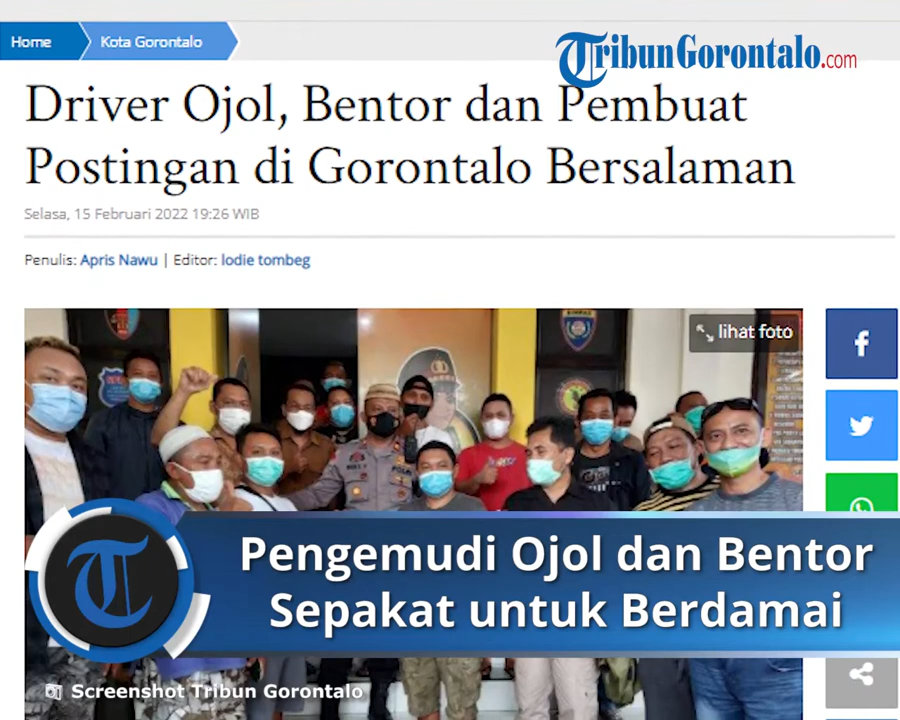 Home
Kota Gorontalo
TribunGorontalo.com
Driver Ojol, Bentor dan Pembuat
Postingan di Gorontalo Bersalaman
Selasa, 15 Februari 2022 19:26 WIB
Penulis: Apris Nawu | Editor: lodie tombeg
lihat foto
Pengemudi Ojol dan Bentor
Sepakat untuk Berdamai
Screenshot Tribun Gorontalo